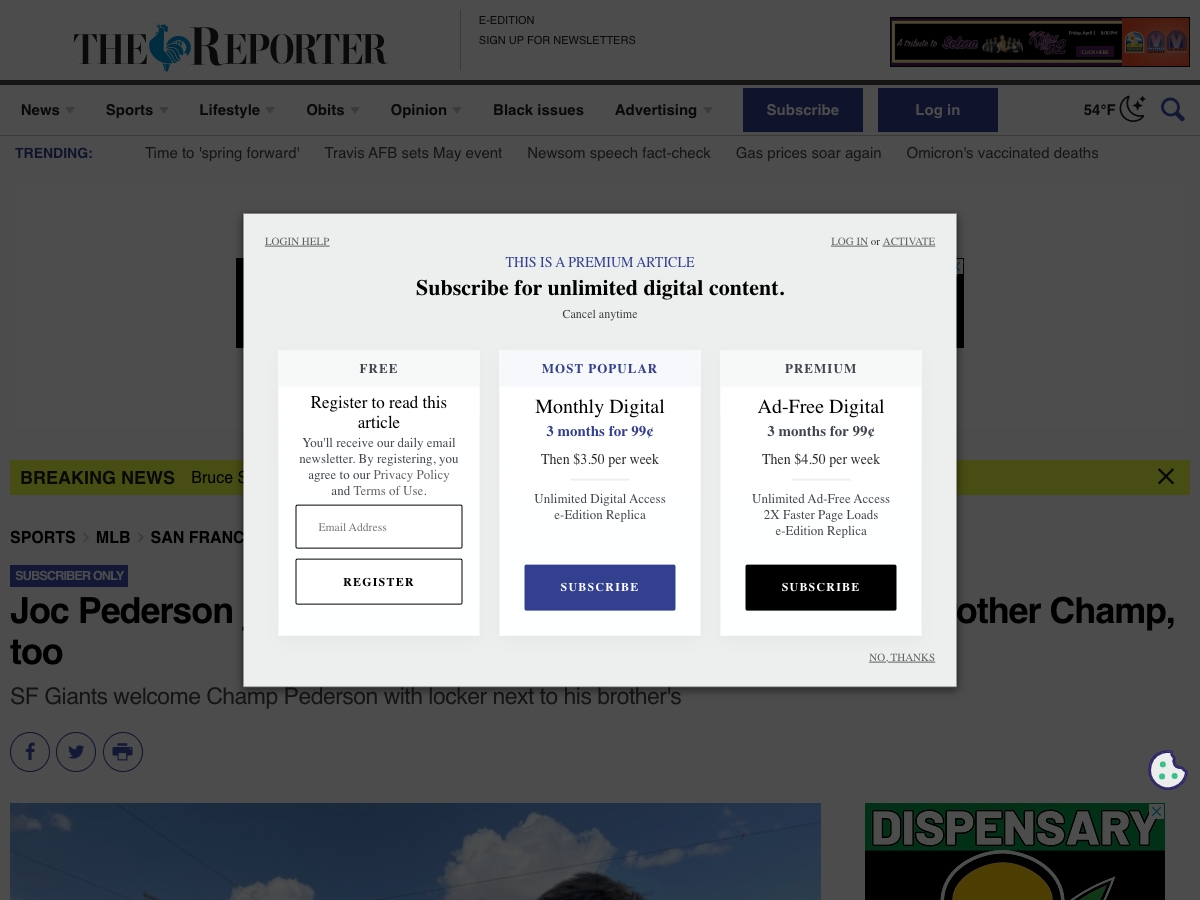 THE REPORTER
E-EDITION
SIGN UP FOR NEWSLETTERS
A tribute to Selena
CLICK HERE
News
Sports
Lifestyle
Obits
Opinion
Black issues
Advertising
Subscribe
Log in
54°F
TRENDING:
Time to 'spring forward'
Travis AFB sets May event
Newsom speech fact-check
Gas prices soar again
Omicron's vaccinated deaths
LOGIN HELP
LOG IN or ACTIVATE
THIS IS A PREMIUM ARTICLE
Subscribe for unlimited digital content.
Cancel anytime
FREE
Register to read this
article
You'll receive our daily email
newsletter. By registering, you
agree to our Privacy Policy
and Terms of Use.
Email Address
REGISTER
MOST POPULAR
Monthly Digital
3 months for 99¢
Then $3.50 per week
Unlimited Digital Access
e-Edition Replica
SUBSCRIBE
PREMIUM
Ad-Free Digital
3 months for 99¢
Then $4.50 per week
Unlimited Ad-Free Access
2X Faster Page Loads
e-Edition Replica
SUBSCRIBE
NO, THANKS
BREAKING NEWS Bruce
SPORTS > MLB > SAN FRANC
SUBSCRIBER ONLY
Joc Pederson other Champ,
too
SF Giants welcome Champ Pederson with locker next to his brother's
DISPENSARY